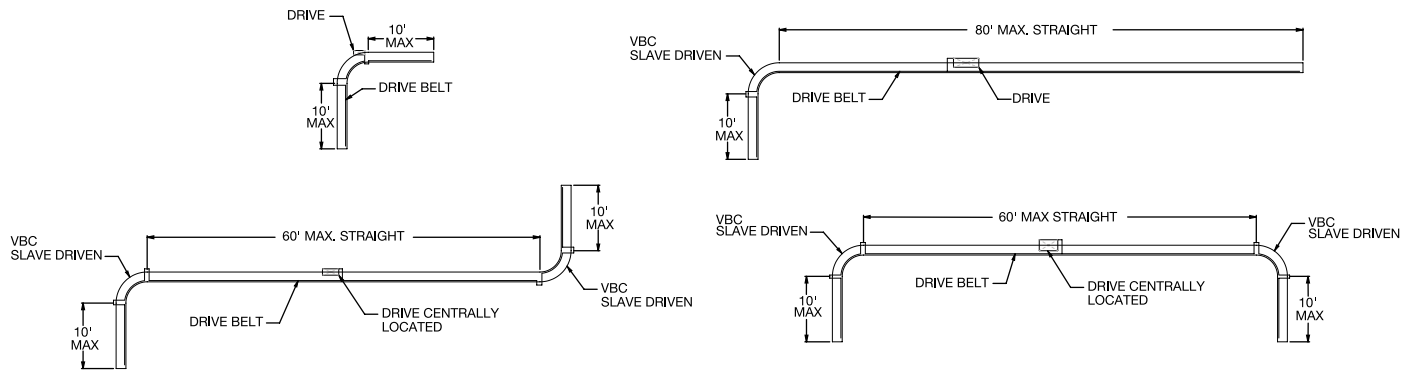 DRIVE
10'
MAX
DRIVE BELT
10'
MAX
80' MAX. STRAIGHT
VBC
SLAVE DRIVEN
DRIVE BELT
DRIVE
10'
MAX
10'
MAX
60' MAX. STRAIGHT
VBC
SLAVE DRIVEN
VBC
SLAVE DRIVEN
DRIVE BELT
DRIVE CENTRALLY
LOCATED
10'
MAX
60' MAX STRAIGHT
VBC
SLAVE DRIVEN
VBC
SLAVE DRIVEN
DRIVE BELT
DRIVE CENTRALLY
LOCATED
10'
MAX
10'
MAX